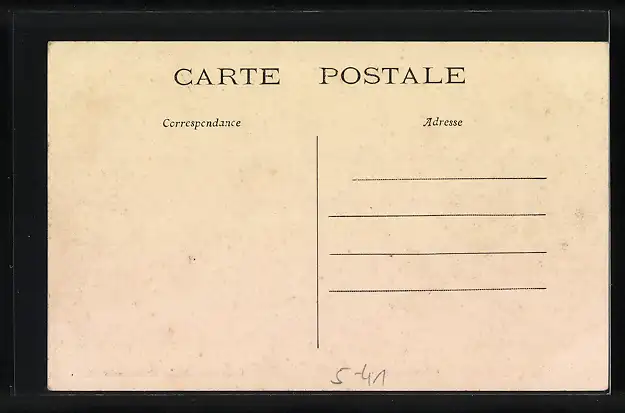 CARTE POSTALE
Correspondance
Adresse
5-41